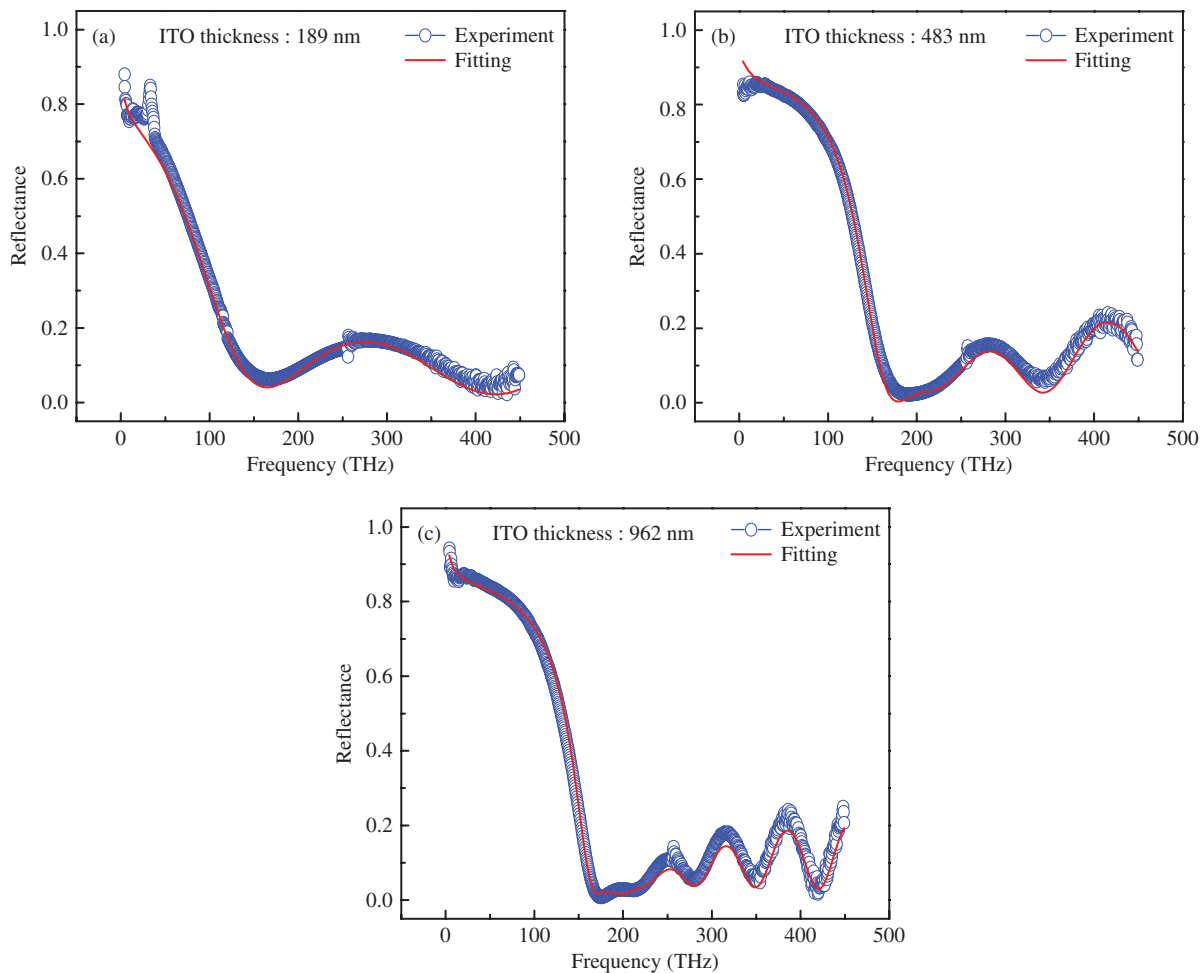 (a) ITO thickness : 189 nm
Experiment
Fitting
1.0
0.8
0.6
0.4
0.2
0.0
Reflectance
0 100 200 300 400 500
Frequency (THz)
(b) ITO thickness : 483 nm
Experiment
Fitting
1.0
0.8
0.6
0.4
0.2
0.0
Reflectance
0 100 200 300 400 500
Frequency (THz)
(c) ITO thickness : 962 nm
Experiment
Fitting
1.0
0.8
0.6
0.4
0.2
0.0
Reflectance
0 100 200 300 400 500
Frequency (THz)